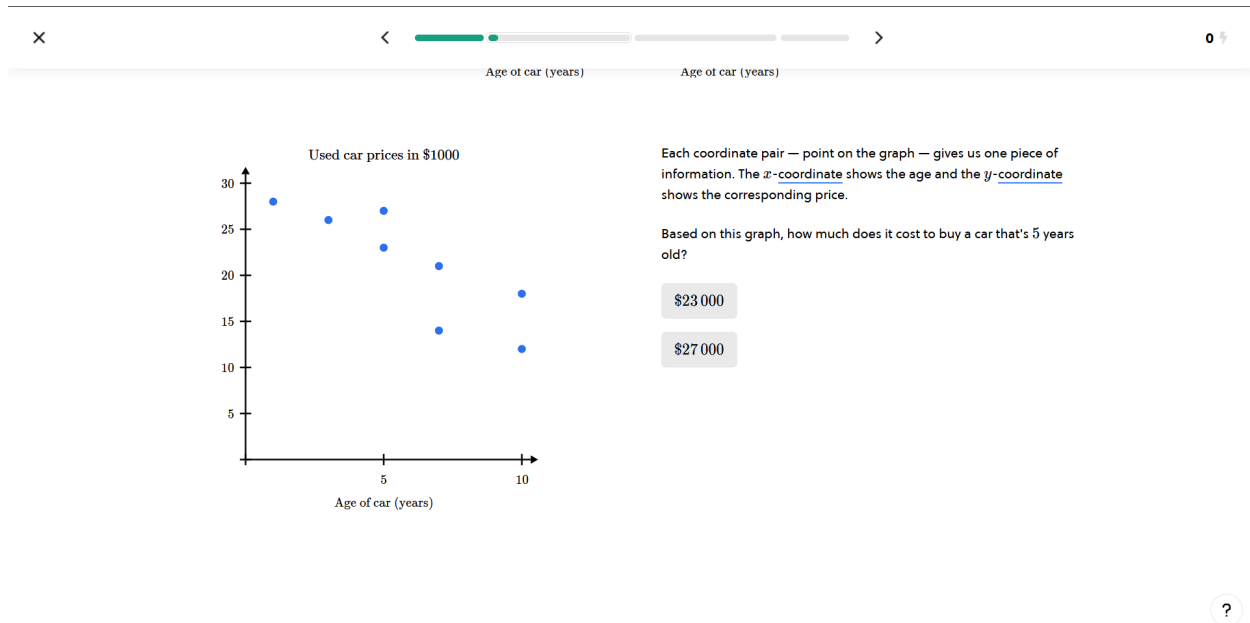 0
Age of car (years)
Age of car (years)
Used car prices in $1000
30
25
20
15
10
5
5
10
Age of car (years)
Each coordinate pair — point on the graph — gives us one piece of
information. The x-coordinate shows the age and the y-coordinate
shows the corresponding price.
Based on this graph, how much does it cost to buy a car that's 5 years
old?
$23 000
$27 000
?